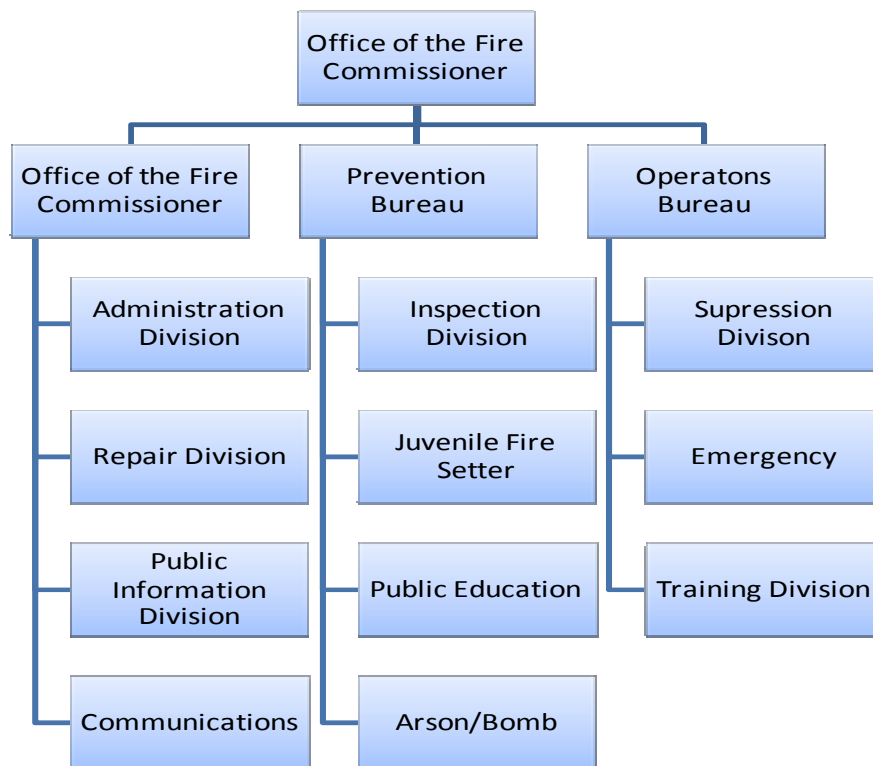 Office of the Fire
Commissioner
Office of the Fire
Commissioner
Prevention
Bureau
Operatons
Bureau
Administration
Division
Inspection
Division
Supression
Divison
Repair Division
Juvenile Fire
Setter
Emergency
Public
Information
Division
Public Education
Training Division
Communications
Arson/Bomb